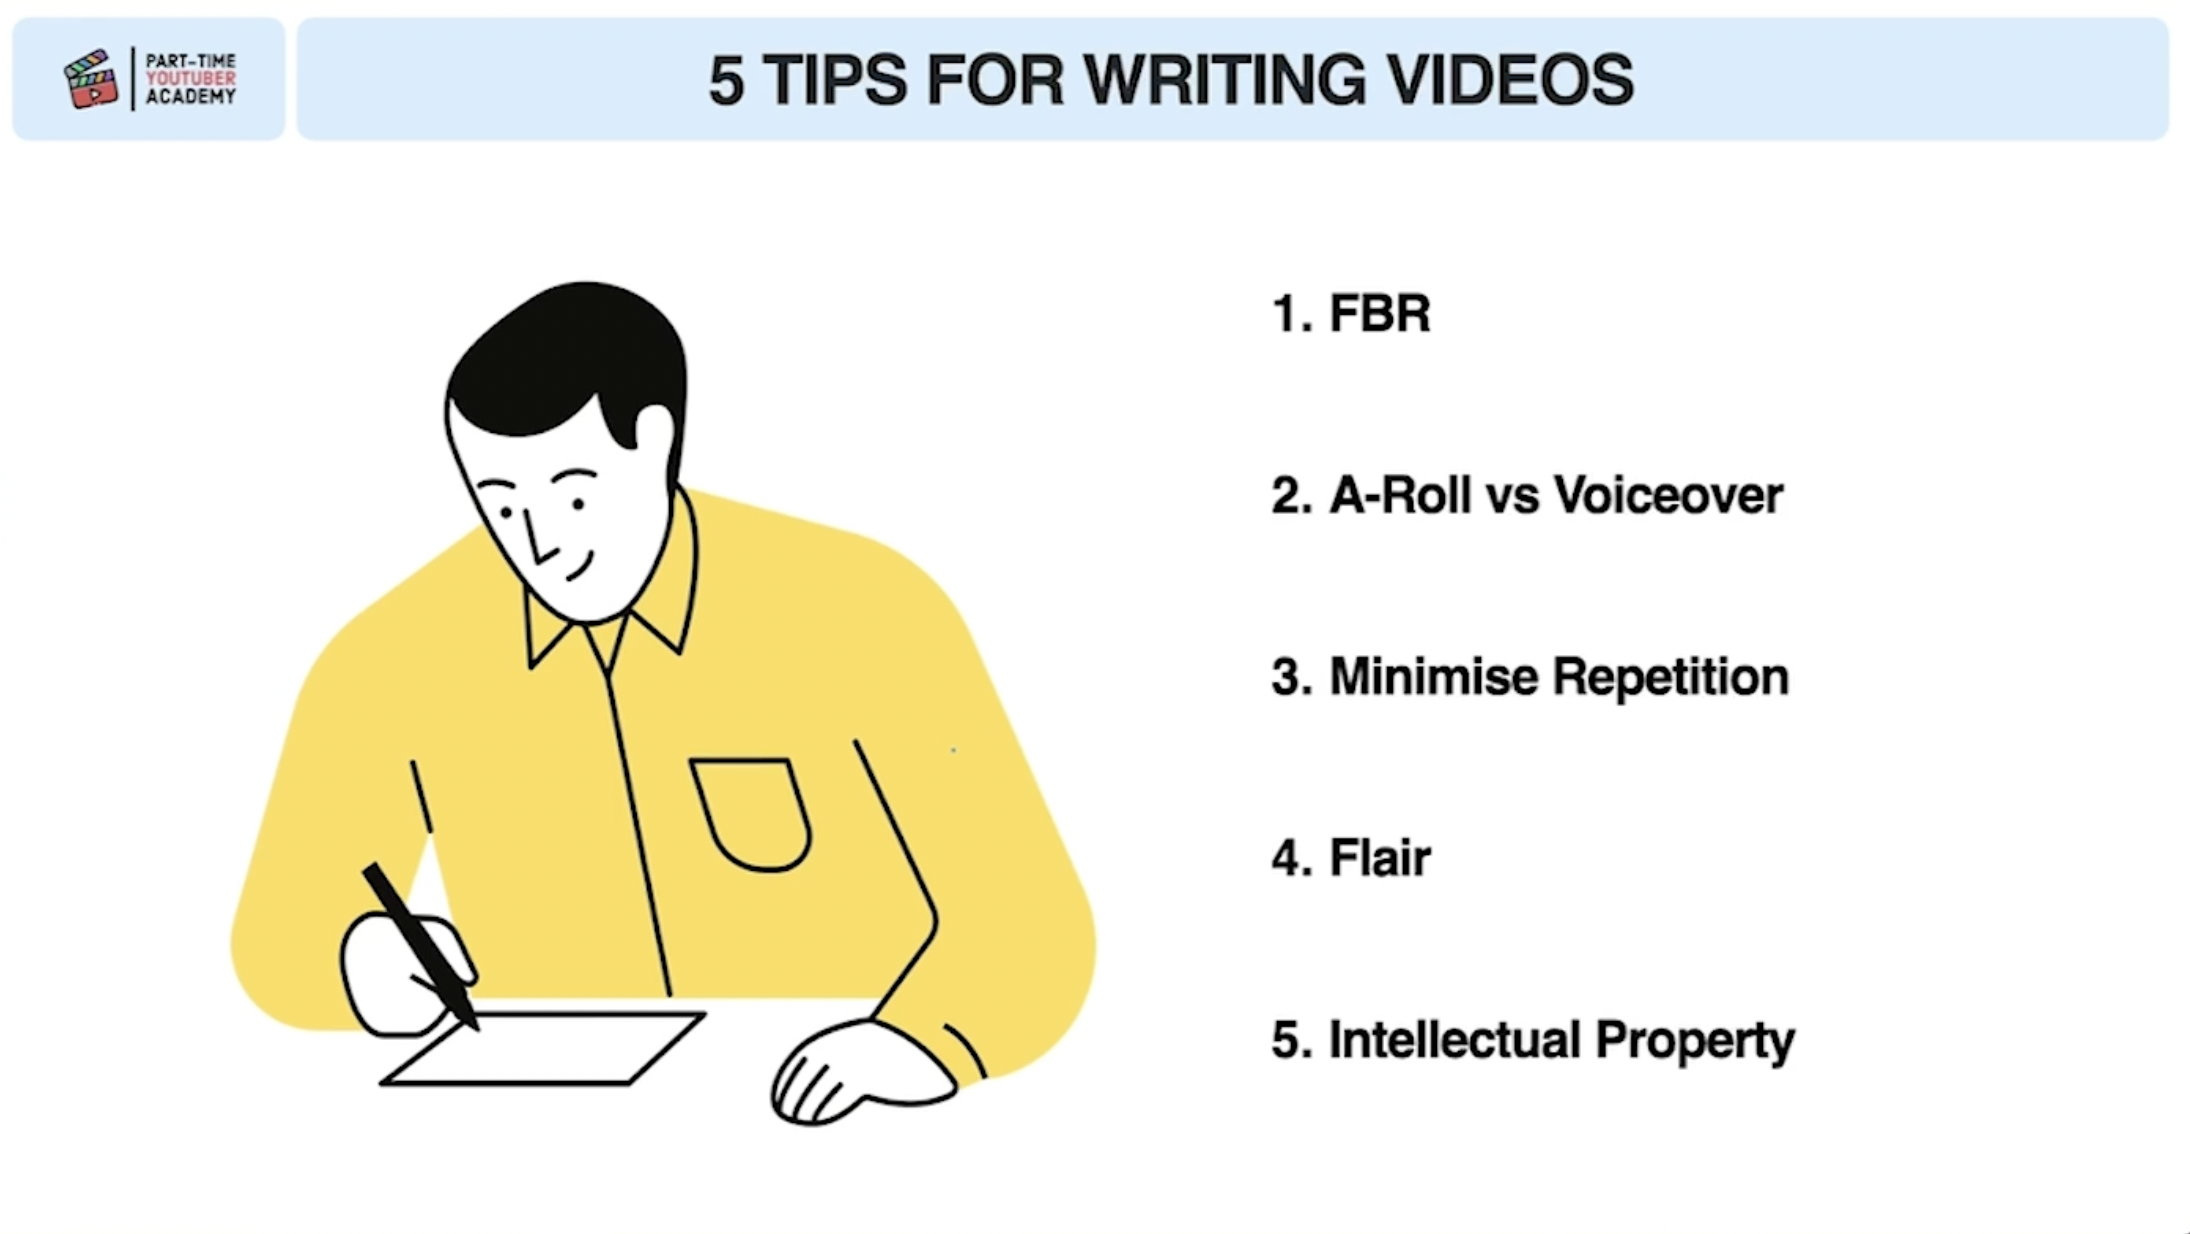 PART-TIME
YOUTUBER
ACADEMY
5 TIPS FOR WRITING VIDEOS
1. FBR
2. A-Roll vs Voiceover
3. Minimise Repetition
4. Flair
5. Intellectual Property